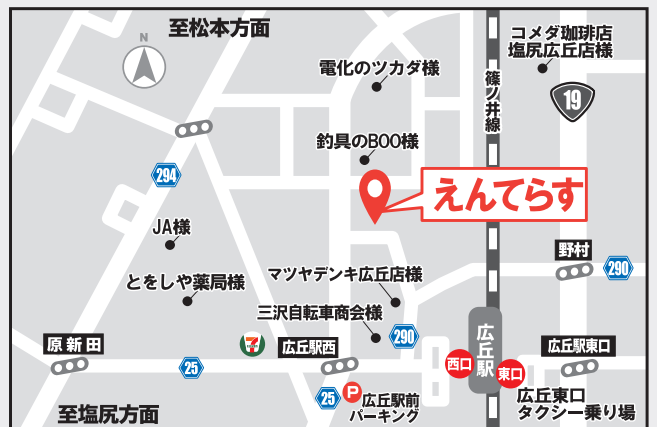 至松本方面
N
コメダ珈琲店
塩尻広丘店様
電化のツカダ様
篠ノ井線
19
釣具のBOO様
294
えんてらす
JA様
野村
290
とをしや薬局様
マツヤデンキ広丘店様
三沢自転車商会様
290
原新田
7
広丘駅西
広丘駅
広丘駅東口
25
西口
東口
25
P
広丘駅前
パーキング
広丘東口
タクシー乗り場
至塩尻方面